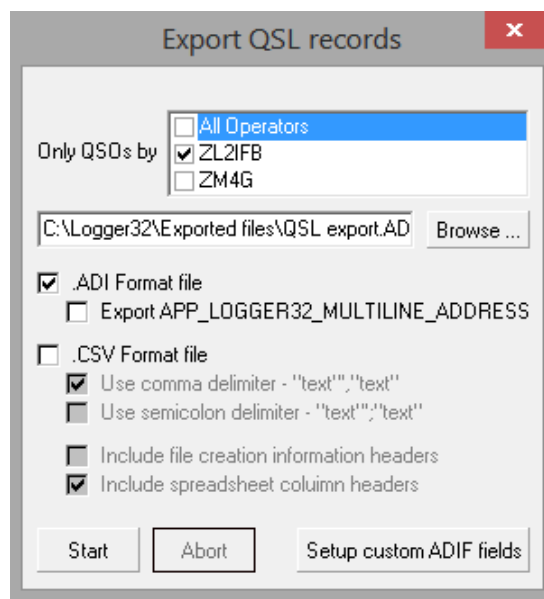 Export QSL records
x
All Operators
Only QSOs by
ZL2IFB
ZM4G
C:\Logger32\Exported files\QSL export.AD
Browse ...
.ADI Format file
Export APP_LOGGER32_MULTILINE_ADDRESS
.CSV Format file
Use comma delimiter - "text'","text"
Use semicolon delimiter - "text'";"text"
Include file creation information headers
Include spreadsheet coluimn headers
Start
Abort
Setup custom ADIF fields